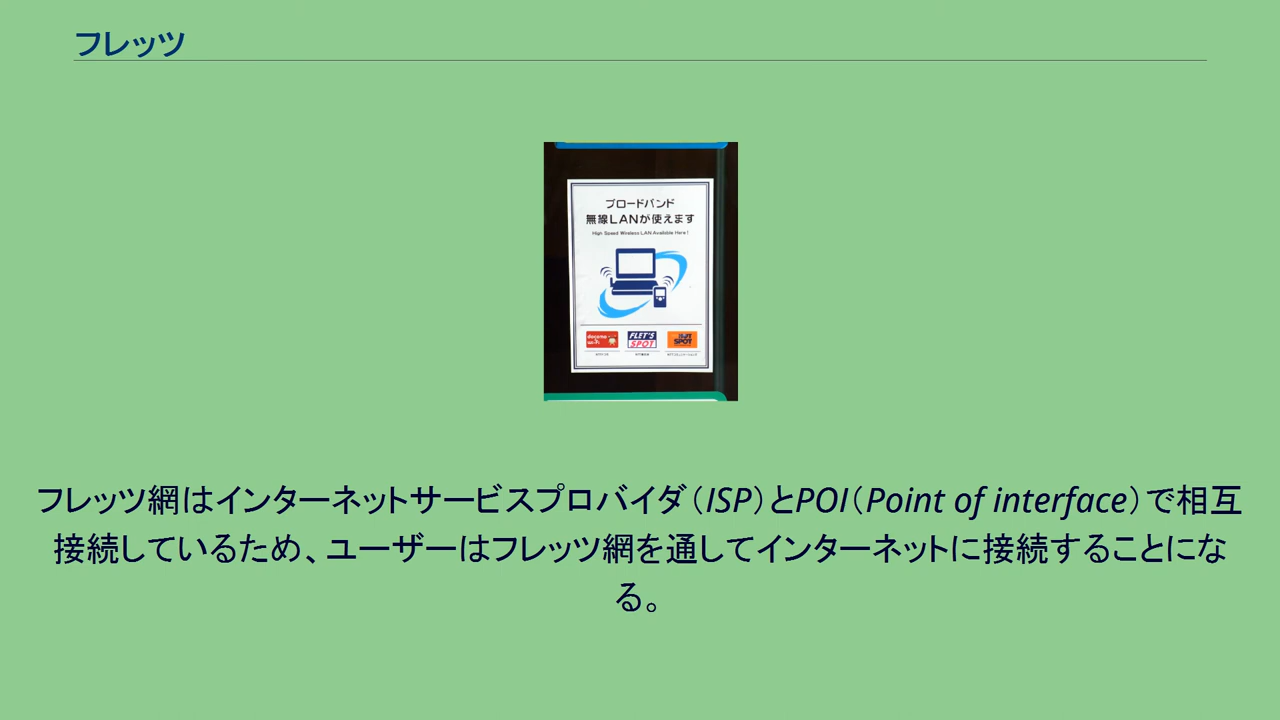 フレッツ
ブロードバンド
無線LANが使えます
High Speed Wireless LAN Available Here!
docomo
Wi-Fi
FLET'S
SPOT
HOT
SPOT
フレッツ網はインターネットサービスプロバイダ（ISP）とPOI（Point of interface）で相互
接続しているため、ユーザーはフレッツ網を通してインターネットに接続することにな
る。